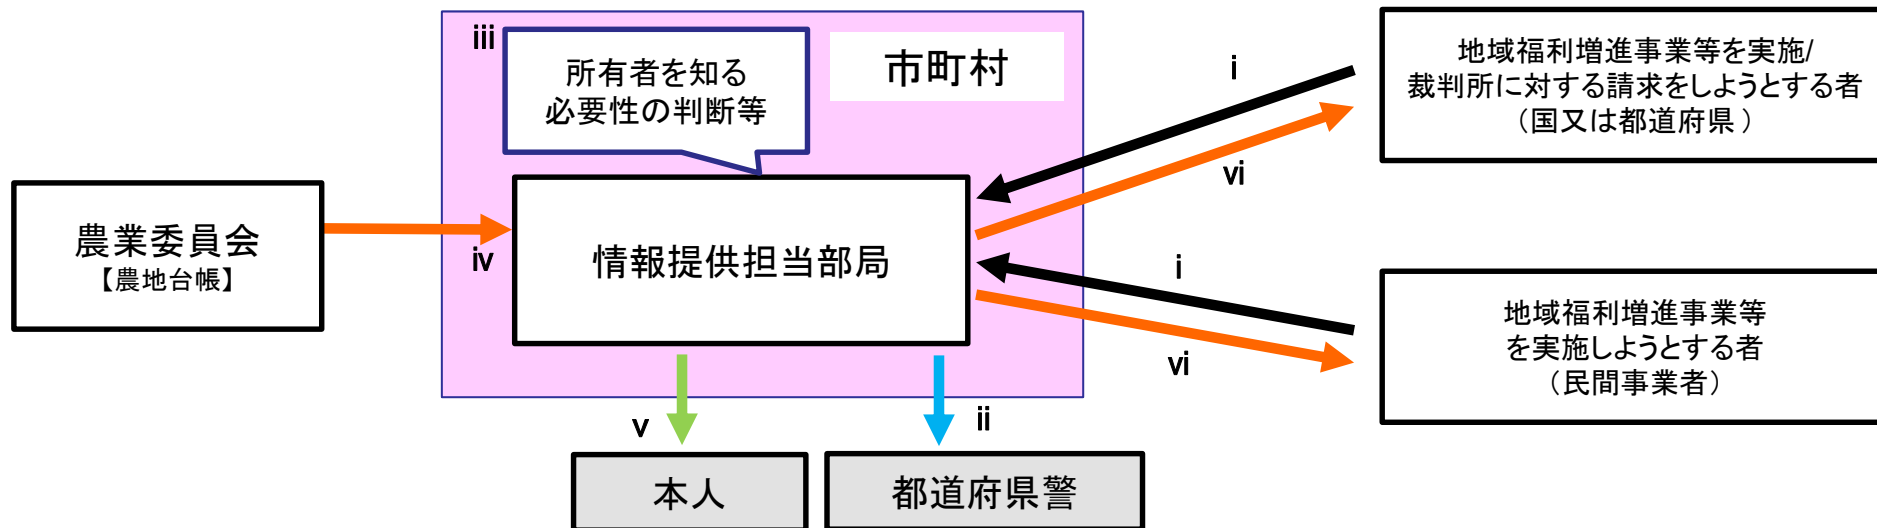 iii
所有者を知る
必要性の判断等
市町村
i
地域福利増進事業等を実施/
裁判所に対する請求をしようとする者
（国又は都道府県）
vi
農業委員会
【農地台帳】
iv
情報提供担当部局
i
地域福利増進事業等
を実施しようとする者
（民間事業者）
vi
v
ii
本人
都道府県警